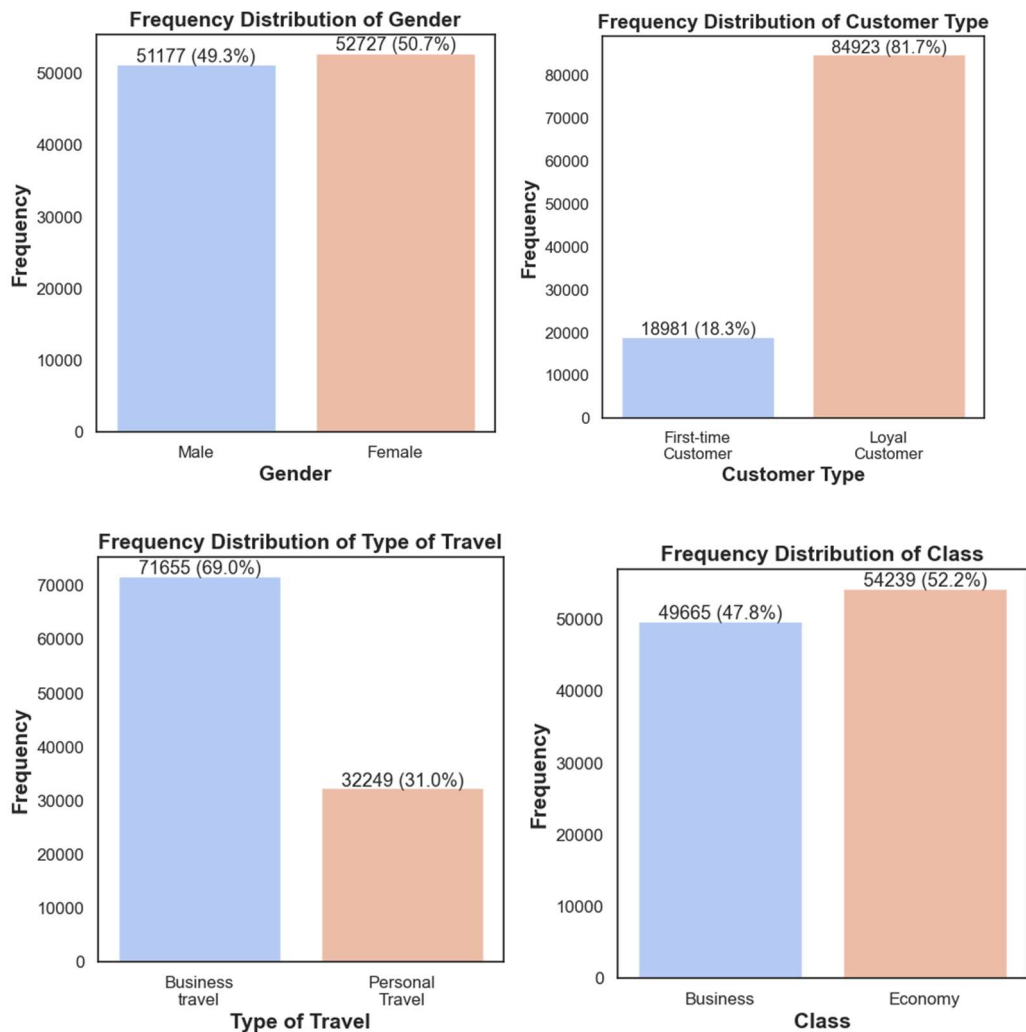 Frequency Distribution of Gender
51177 (49.3%)
52727 (50.7%)
50000
40000
30000
20000
10000
0
Frequency
Male
Female
Gender
Frequency Distribution of Customer Type
84923 (81.7%)
18981 (18.3%)
80000
70000
60000
50000
40000
30000
20000
10000
0
Frequency
First-time
Customer
Loyal
Customer
Customer Type
Frequency Distribution of Type of Travel
71655 (69.0%)
32249 (31.0%)
70000
60000
50000
40000
30000
20000
10000
0
Frequency
Business
travel
Personal
Travel
Type of Travel
Frequency Distribution of Class
54239 (52.2%)
49665 (47.8%)
50000
40000
30000
20000
10000
0
Frequency
Business
Economy
Class